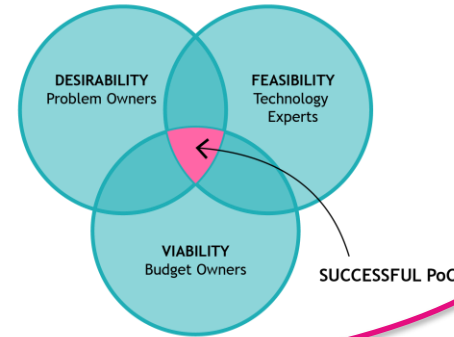 DESIRABILITY
Problem Owners
FEASIBILITY
Technology
Experts
VIABILITY
Budget Owners
SUCCESSFUL PoC